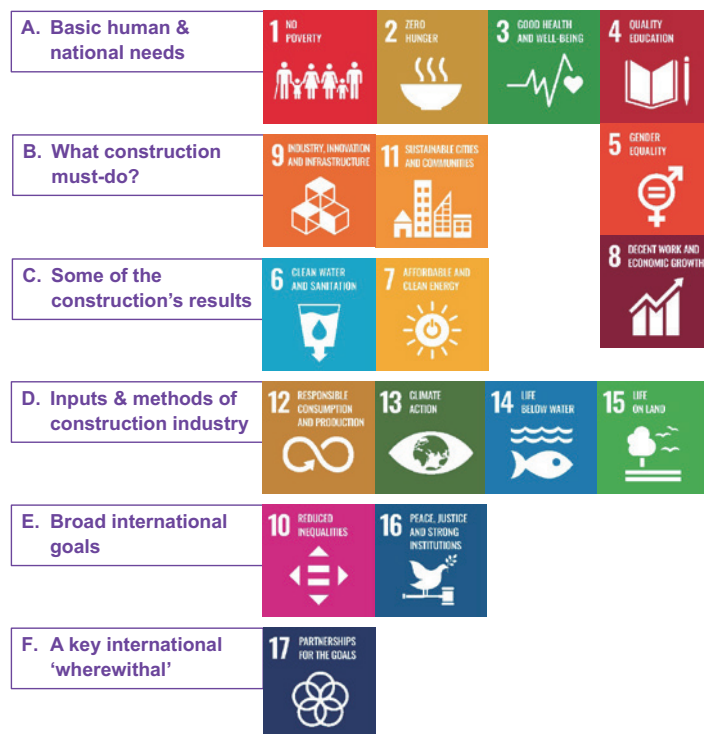 A. Basic human &
national needs
1 NO
POVERTY
2 ZERO
HUNGER
3 GOOD HEALTH
AND WELL-BEING
4 QUALITY
EDUCATION
B. What construction
must-do?
9 INDUSTRY, INNOVATION
AND INFRASTRUCTURE
11 SUSTAINABLE CITIES
AND COMMUNITIES
5 GENDER
EQUALITY
C. Some of the
construction's results
6 CLEAN WATER
AND SANITATION
7 AFFORDABLE AND
CLEAN ENERGY
8 DECENT WORK AND
ECONOMIC GROWTH
D. Inputs & methods of
construction industry
12 RESPONSIBLE
CONSUMPTION
AND PRODUCTION
13 CLIMATE
ACTION
14 LIFE
BELOW WATER
15 LIFE
ON LAND
E. Broad international
goals
10 REDUCED
INEQUALITIES
16 PEACE, JUSTICE
AND STRONG
INSTITUTIONS
F. A key international
‘wherewithal’
17 PARTNERSHIPS
FOR THE GOALS